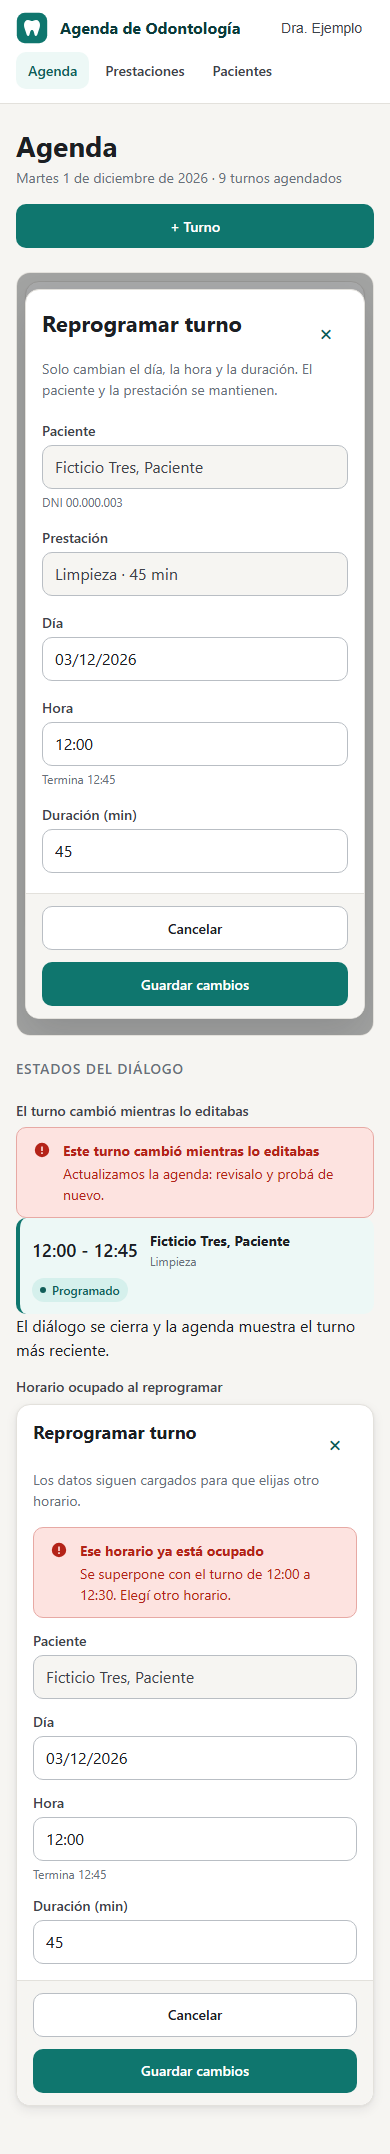 Agenda de Odontología
Dra. Ejemplo
Agenda
Prestaciones
Pacientes
Agenda
Martes 1 de diciembre de 2026 · 9 turnos agendados
+ Turno
Reprogramar turno
×
Solo cambian el día, la hora y la duración. El
paciente y la prestación se mantienen.
Paciente
Ficticio Tres, Paciente
DNI 00.000.003
Prestación
Limpieza · 45 min
Día
03/12/2026
Hora
12:00
Termina 12:45
Duración (min)
45
Cancelar
Guardar cambios
ESTADOS DEL DIÁLOGO
El turno cambió mientras lo editabas
Este turno cambió mientras lo editabas
Actualizamos la agenda: revisalo y probá de
nuevo.
12:00 - 12:45
Ficticio Tres, Paciente
Limpieza
Programado
El diálogo se cierra y la agenda muestra el turno
más reciente.
Horario ocupado al reprogramar
Reprogramar turno
×
Los datos siguen cargados para que elijas otro
horario.
Ese horario ya está ocupado
Se superpone con el turno de 12:00 a
12:30. Elegí otro horario.
Paciente
Ficticio Tres, Paciente
Día
03/12/2026
Hora
12:00
Termina 12:45
Duración (min)
45
Cancelar
Guardar cambios